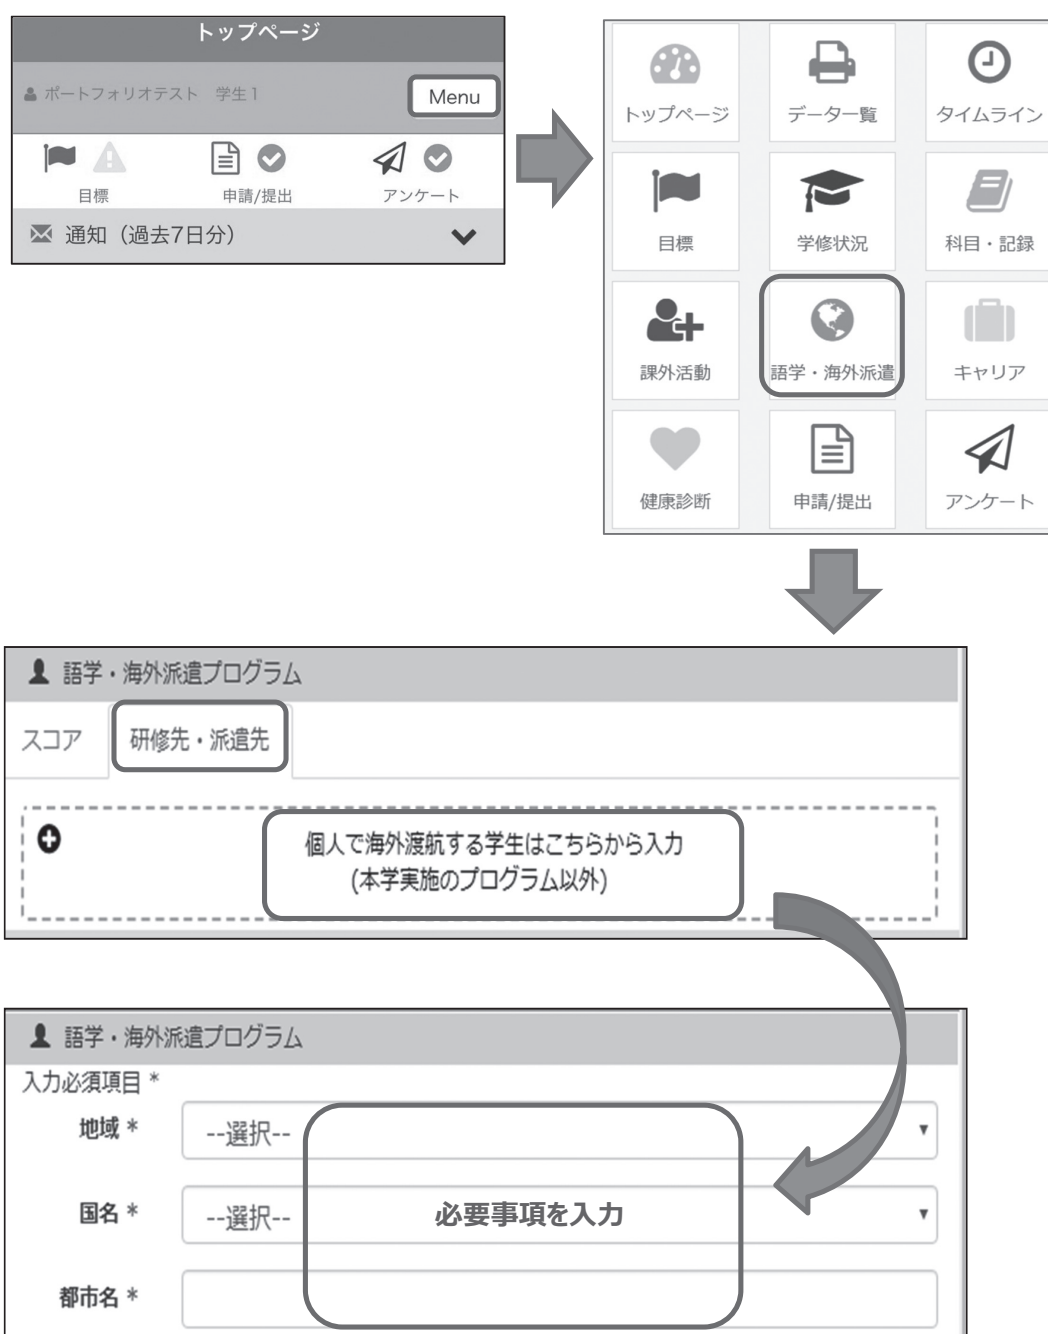 トップページ
ポートフォリオテスト 学生1
Menu
目標
申請/提出
アンケート
通知（過去7日分）
トップページ
データ一覧
タイムライン
目標
学修状況
科目・記録
課外活動
語学・海外派遣
キャリア
健康診断
申請/提出
アンケート
語学・海外派遣プログラム
スコア
研修先・派遣先
個人で海外渡航する学生はこちらから入力
(本学実施のプログラム以外)
語学・海外派遣プログラム
入力必須項目 *
地域 *
--選択--
国名 *
--選択--
必要事項を入力
都市名 *